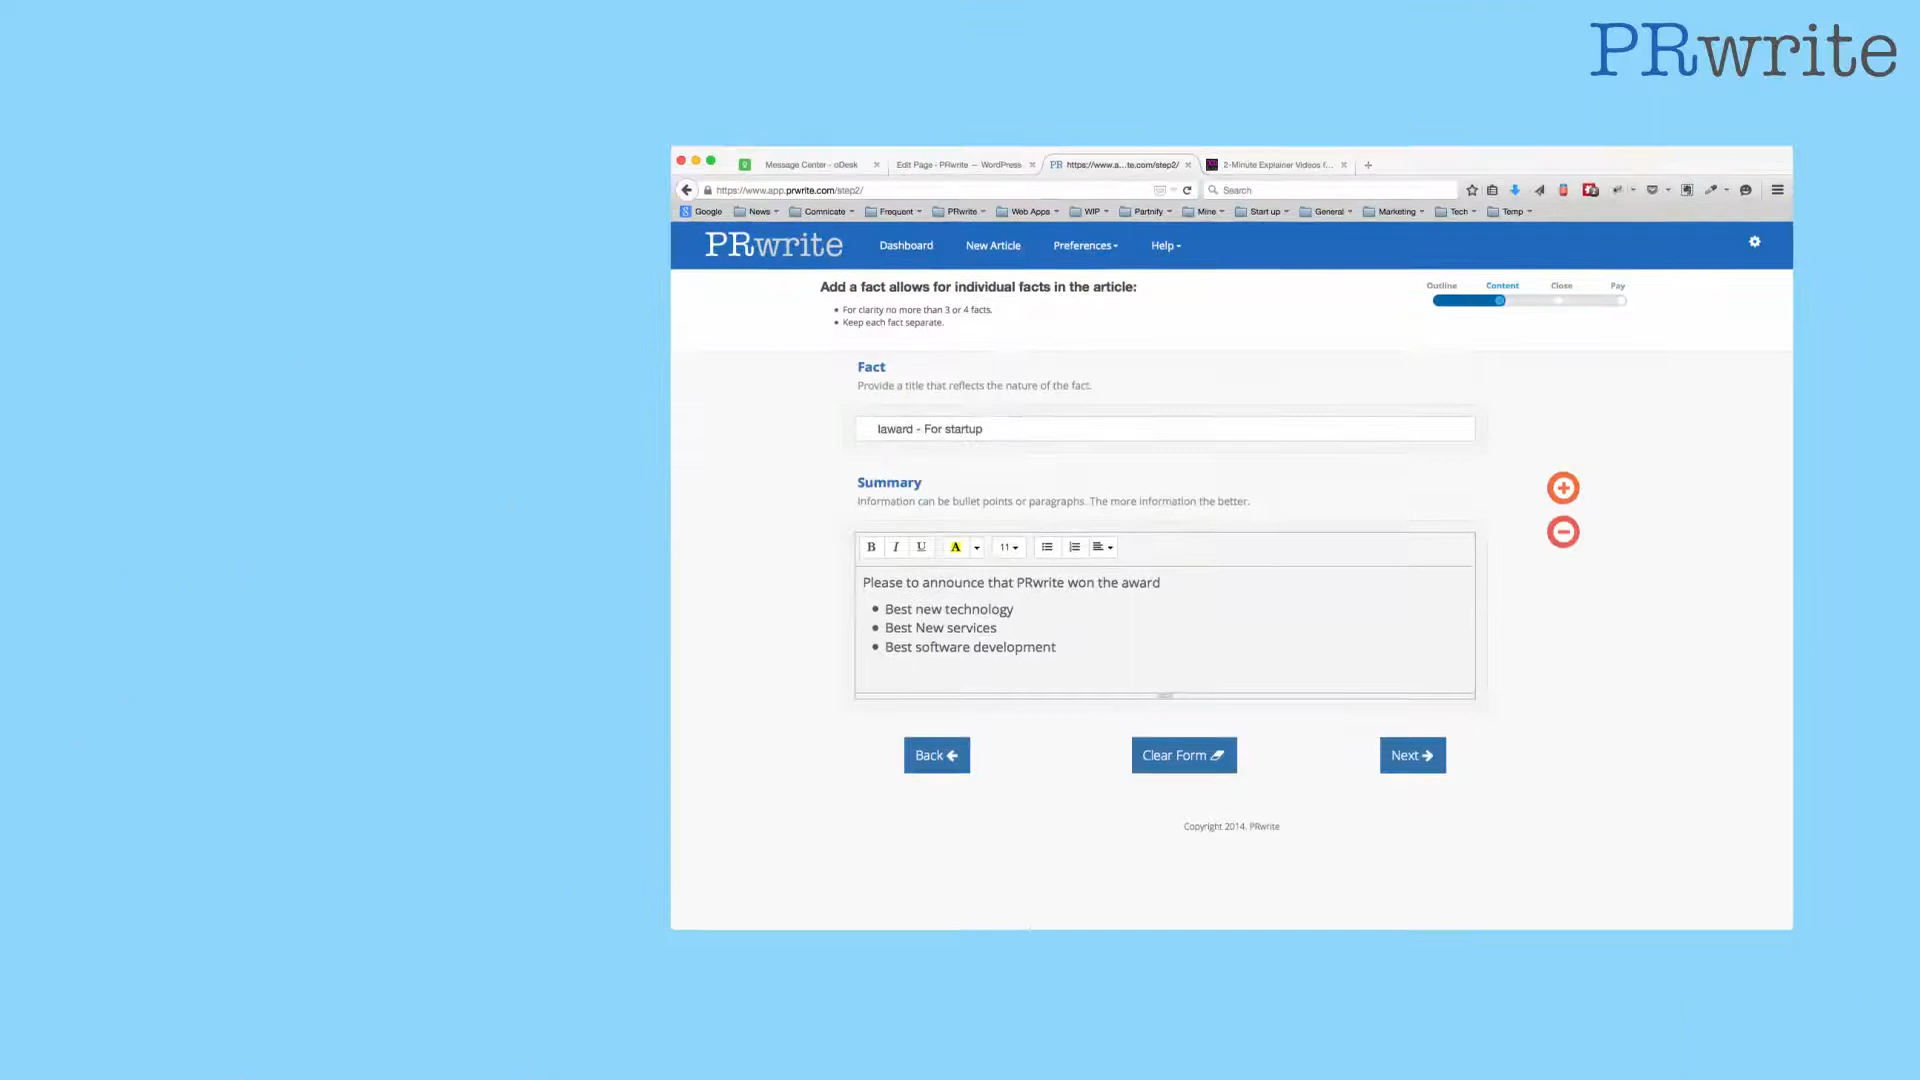 PRwrite
Message Center - oDesk
Edit Page ‹ PRwrite — WordPress
PR https://www.a...te.com/step2/
2-Minute Explainer Videos f...
https://www.app.prwrite.com/step2/
Search
Google News Comnicate Frequent PRwrite Web Apps WIP Partnify Mine Start up General Marketing Tech Temp
PRwrite Dashboard New Article Preferences Help
Add a fact allows for individual facts in the article:
For clarity no more than 3 or 4 facts.
Keep each fact separate.
Outline Content Close Pay
Fact
Provide a title that reflects the nature of the fact.
Iaward - For startup
Summary
Information can be bullet points or paragraphs. The more information the better.
B I U A 11
Please to announce that PRwrite won the award
Best new technology
Best New services
Best software development
Back Clear Form Next
Copyright 2014. PRwrite